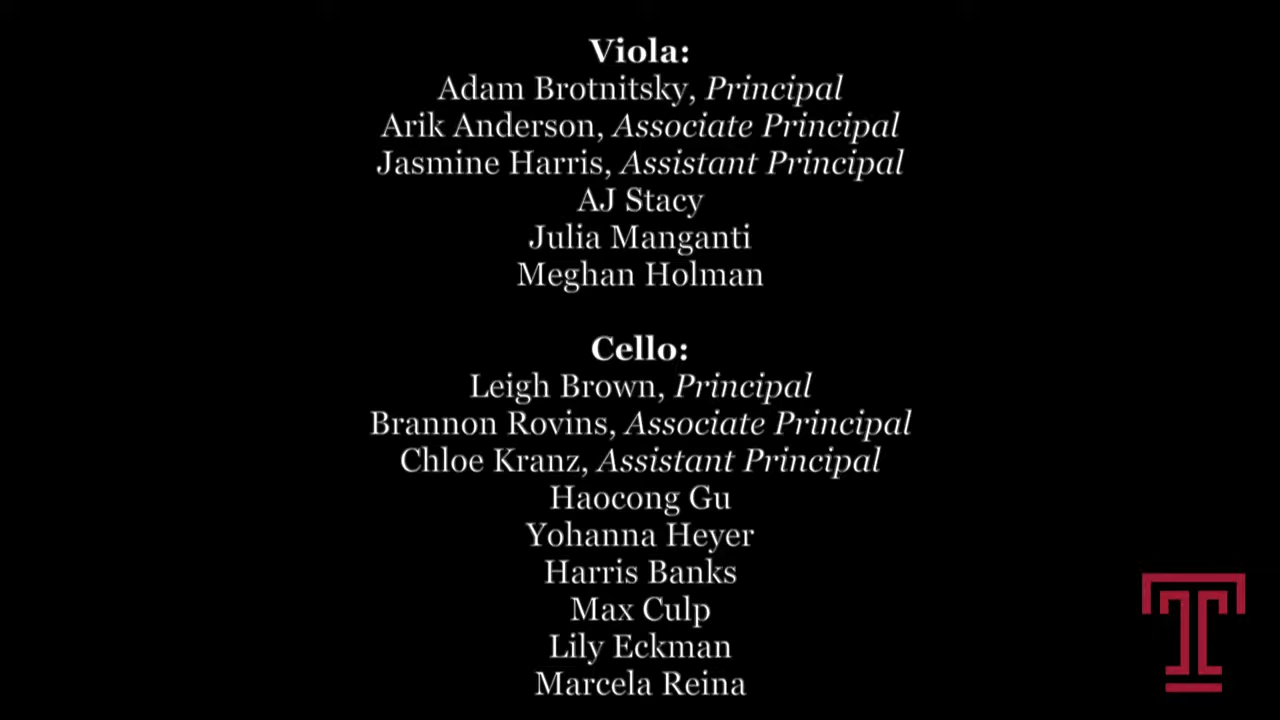 Viola:
Adam Brotnitsky, Principal
Arik Anderson, Associate Principal
Jasmine Harris, Assistant Principal
AJ Stacy
Julia Manganti
Meghan Holman
Cello:
Leigh Brown, Principal
Brannon Rovins, Associate Principal
Chloe Kranz, Assistant Principal
Haocong Gu
Yohanna Heyer
Harris Banks
Max Culp
Lily Eckman
Marcela Reina
T